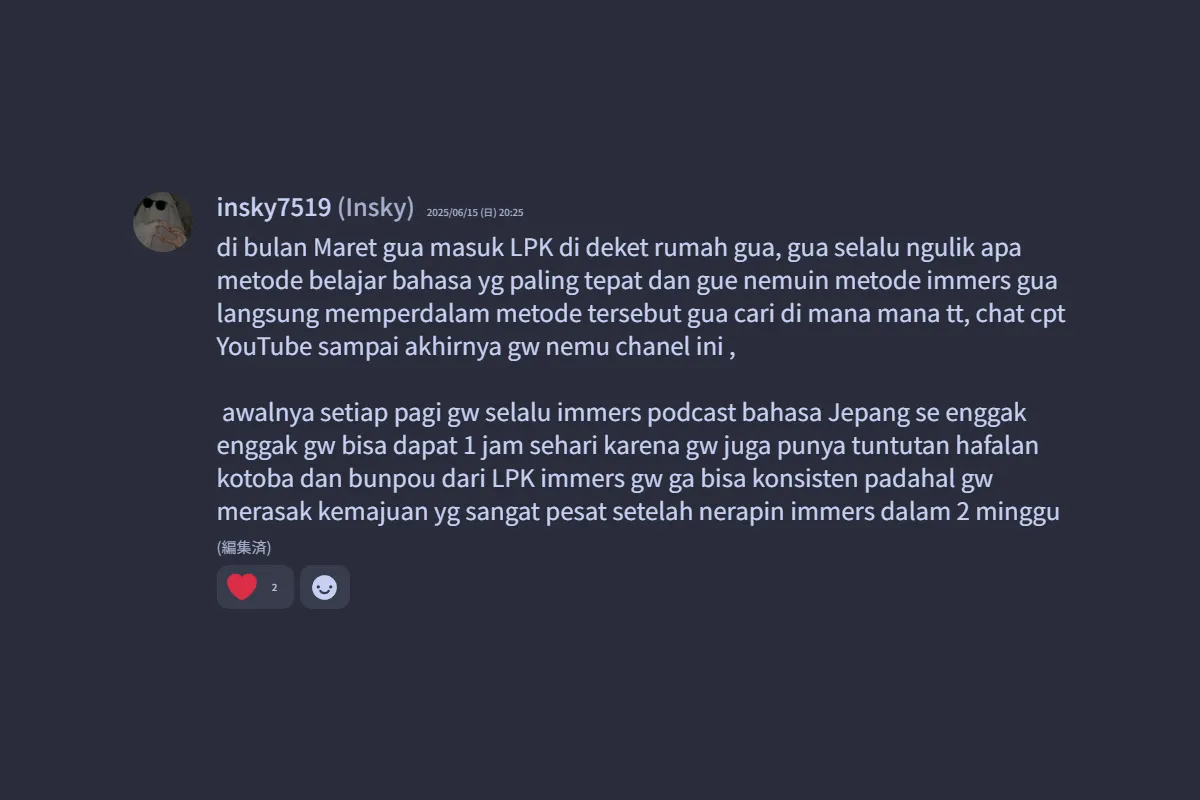 insky7519 (Insky) 2025/06/15 (日) 20:25
di bulan Maret gua masuk LPK di deket rumah gua, gua selalu ngulik apa
metode belajar bahasa yg paling tepat dan gue nemuin metode immers gua
langsung memperdalam metode tersebut gua cari di mana mana tt, chat cpt
YouTube sampai akhirnya gw nemu chanel ini ,
awalnya setiap pagi gw selalu immers podcast bahasa Jepang se enggak
enggak gw bisa dapat 1 jam sehari karena gw juga punya tuntutan hafalan
kotoba dan bunpou dari LPK immers gw ga bisa konsisten padahal gw
merasak kemajuan yg sangat pesat setelah nerapin immers dalam 2 minggu
(編集済)
2